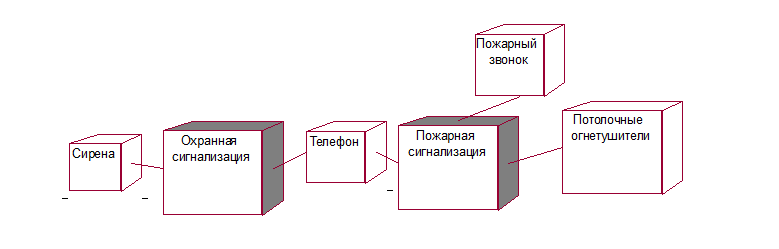 Пожарный
звонок
Сирена
Охранная
сигнализация
Телефон
Пожарная
сигнализация
Потолочные
огнетушители